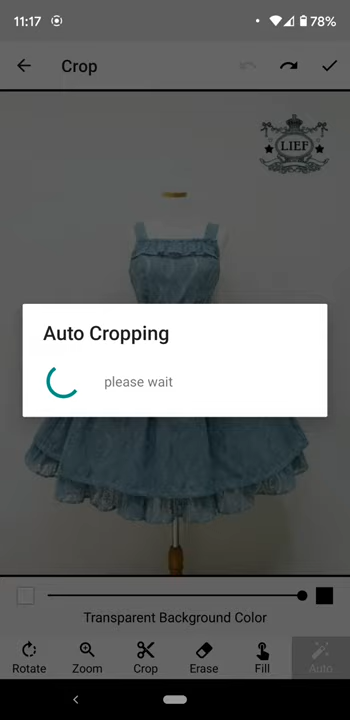 11:17
78%
Crop
LIEF
Auto Cropping
please wait
Transparent Background Color
Rotate
Zoom
Crop
Erase
Fill
Auto